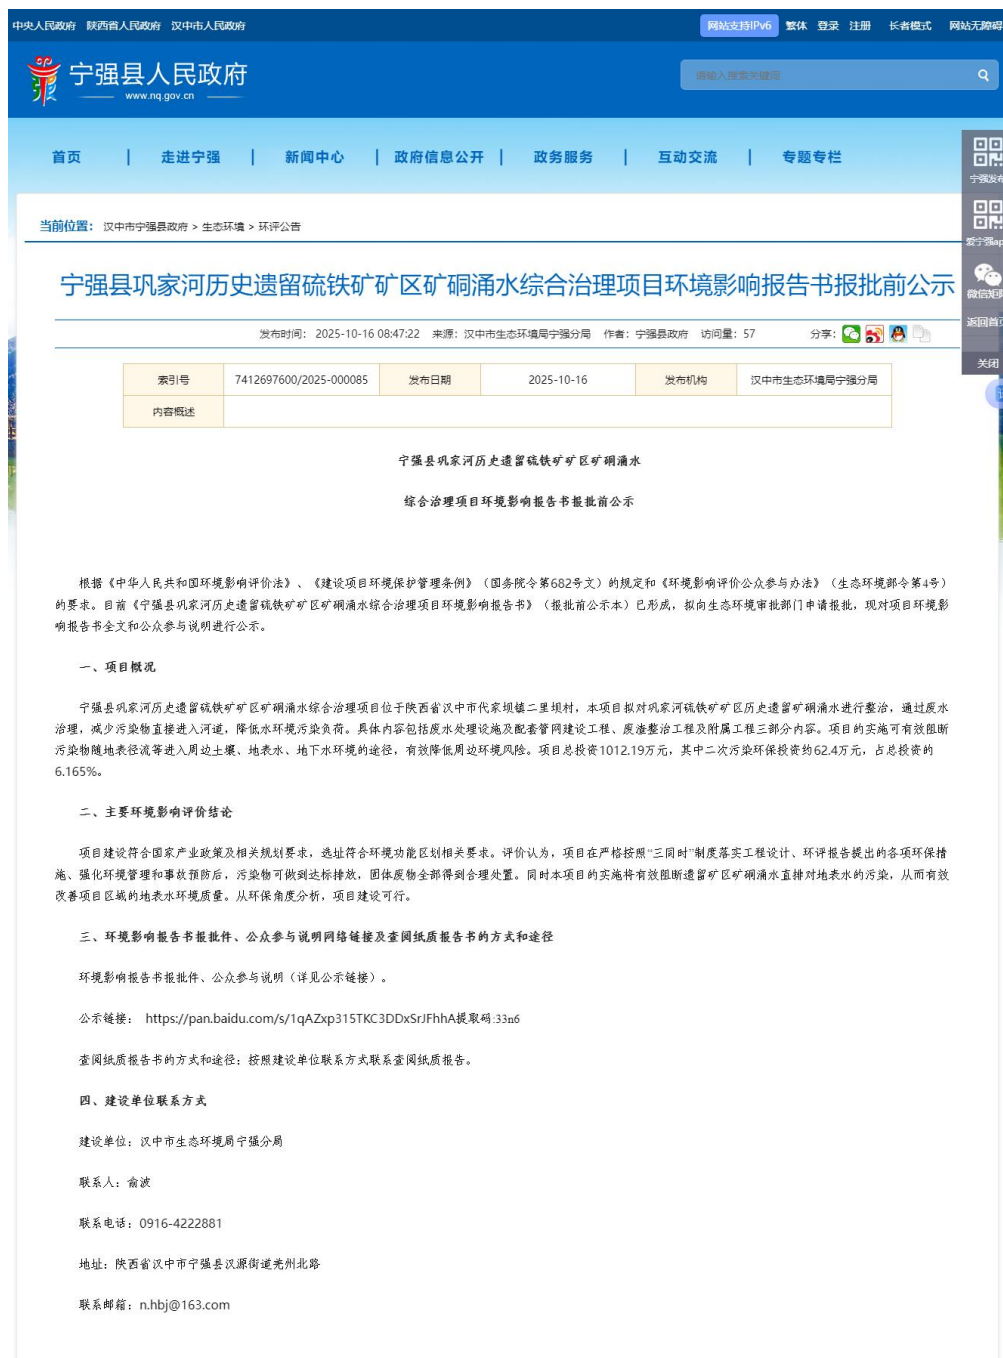 中央人民政府 陕西省人民政府 汉中市人民政府
网站支持IPv6 繁体 登录 注册 长者模式 网站无障碍
宁强县人民政府
www.nq.gov.cn
请输入搜索关键词
首页 | 走进宁强 | 新闻中心 | 政府信息公开 | 政务服务 | 互动交流 | 专题专栏
宁强发布
爱宁强app
微信矩阵
返回首页
关闭
当前位置： 汉中市宁强县政府 > 生态环境 > 环评公告
宁强县巩家河历史遗留硫铁矿矿区矿硐涌水综合治理项目环境影响报告书报批前公示
发布时间： 2025-10-16 08:47:22 来源：汉中市生态环境局宁强分局 作者：宁强县政府 访问量：57 分享：
索引号 7412697600/2025-000085 发布日期 2025-10-16 发布机构 汉中市生态环境局宁强分局
内容概述
宁强县巩家河历史遗留硫铁矿矿区矿硐涌水
综合治理项目环境影响报告书报批前公示
根据《中华人民共和国环境影响评价法》、《建设项目环境保护管理条例》（国务院令第682号文）的规定和《环境影响评价公众参与办法》（生态环境部令第4号）
的要求。目前《宁强县巩家河历史遗留硫铁矿矿区矿硐涌水综合治理项目环境影响报告书》（报批前公示本）已形成，拟向生态环境审批部门申请报批，现对项目环境影
响报告书全文和公众参与说明进行公示。
一、项目概况
宁强县巩家河历史遗留硫铁矿矿区矿硐涌水综合治理项目位于陕西省汉中市代家坝镇二里坝村，本项目拟对巩家河硫铁矿矿区历史遗留矿硐涌水进行整治，通过废水
治理，减少污染物直接进入河道，降低水环境污染负荷。具体内容包括废水处理设施及配套管网建设工程、废渣整治工程及附属工程三部分内容。项目的实施可有效阻断
污染物随地表径流等进入周边土壤、地表水、地下水环境的途径，有效降低周边环境风险。项目总投资1012.19万元，其中二次污染环保投资约62.4万元，占总投资的
6.165%。
二、主要环境影响评价结论
项目建设符合国家产业政策及相关规划要求，选址符合环境功能区划相关要求。评价认为，项目在严格按照“三同时”制度落实工程设计、环评报告提出的各项环保措
施、强化环境管理和事故预防后，污染物可做到达标排放，固体废物全部得到合理处置。同时本项目的实施将有效阻断遗留矿区矿硐涌水直排对地表水的污染，从而有效
改善项目区域的地表水环境质量。从环保角度分析，项目建设可行。
三、环境影响报告书报批件、公众参与说明网络链接及查阅纸质报告书的方式和途径
环境影响报告书报批件、公众参与说明（详见公示链接）。
公示链接： https://pan.baidu.com/s/1qAZxp315TKC3DDxSrJFhhA提取码:33n6
查阅纸质报告书的方式和途径：按照建设单位联系方式联系查阅纸质报告。
四、建设单位联系方式
建设单位：汉中市生态环境局宁强分局
联系人：俞波
联系电话：0916-4222881
地址：陕西省汉中市宁强县汉源街道羌州北路
联系邮箱：n.hbj@163.com